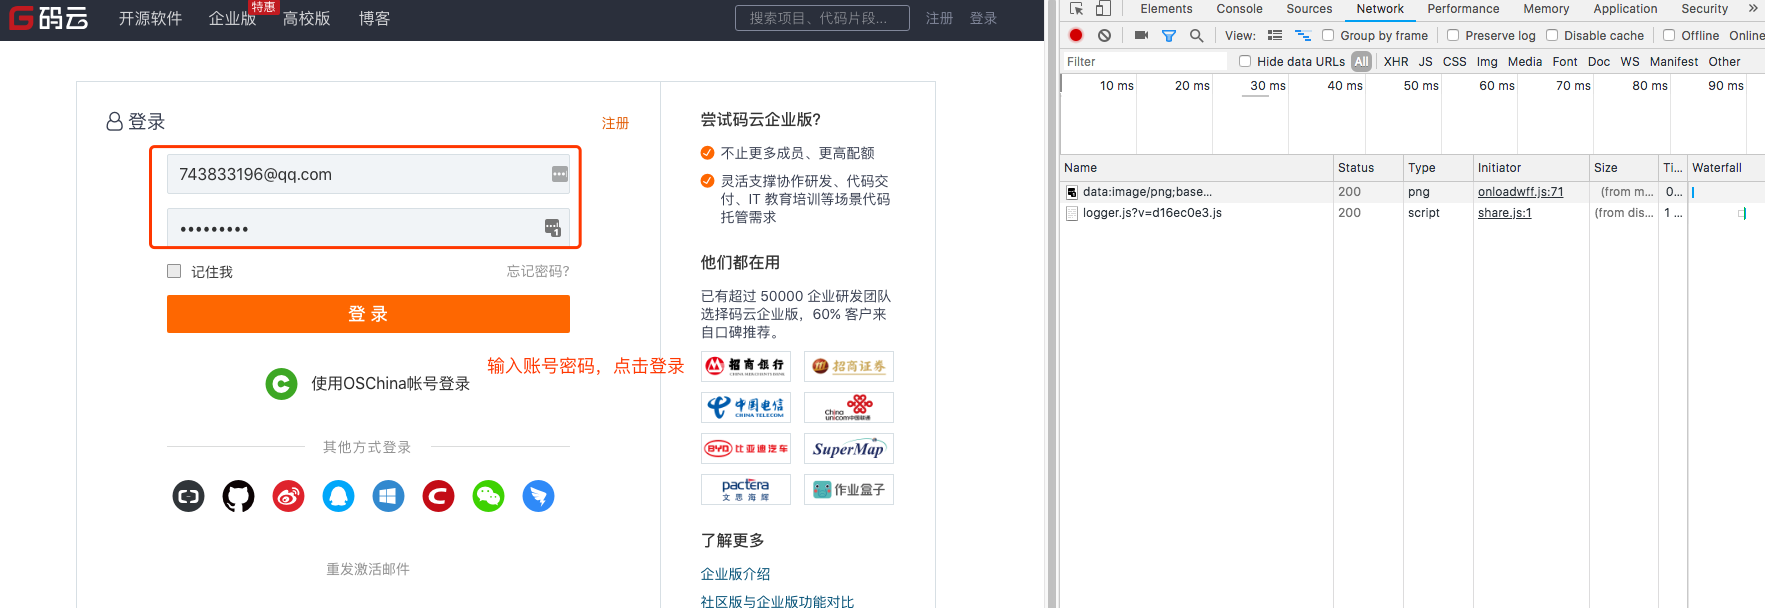 码云
开源软件
企业版
特惠
高校版
博客
搜索项目、代码片段...
注册
登录
登录
注册
743833196@qq.com
•••••••••
记住我
忘记密码?
登 录
输入账号密码，点击登录
使用OSChina帐号登录
其他方式登录
重发激活邮件
尝试码云企业版?
不止更多成员、更高配额
灵活支撑协作研发、代码交
付、IT 教育培训等场景代码
托管需求
他们都在用
已有超过 50000 企业研发团队
选择码云企业版，60% 客户来
自口碑推荐。
招商银行
CHINA MERCHANTS BANK
招商证券
中国电信
CHINA TELECOM
China
unicom中国联通
BYD 比亚迪汽车
SuperMap
pactera
文思海辉
作业盒子
了解更多
企业版介绍
社区版与企业版功能对比
Elements
Console
Sources
Network
Performance
Memory
Application
Security
»
View:
Group by frame
Preserve log
Disable cache
Offline
Online
Filter
Hide data URLs
All
XHR
JS
CSS
Img
Media
Font
Doc
WS
Manifest
Other
10 ms
20 ms
30 ms
40 ms
50 ms
60 ms
70 ms
80 ms
90 ms
Name
Status
Type
Initiator
Size
Ti...
Waterfall
data:image/png;base...
200
png
onloadwff.js:71
(from m...
0...
logger.js?v=d16ec0e3.js
200
script
share.js:1
(from dis...
1 ...